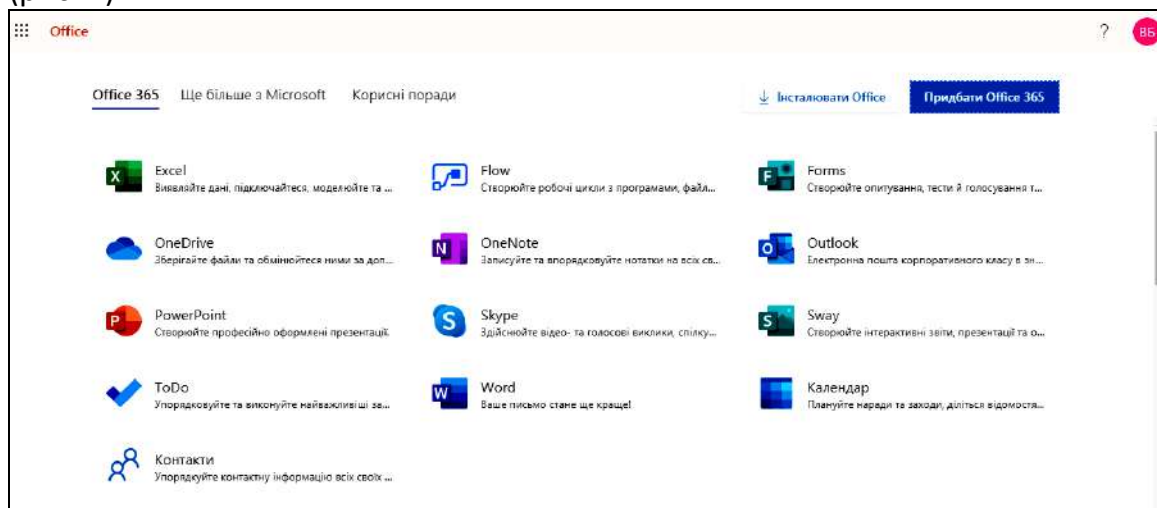 Office
?
ВБ
Office 365 Ще більше з Microsoft Корисні поради
Інсталювати Office
Придбати Office 365
Excel
Виявляйте дані, підключайтеся, моделюйте та ...
Flow
Створюйте робочі цикли з програмами, файл...
Forms
Створюйте опитування, тести й голосування т...
OneDrive
Зберігайте файли та обмінюйтеся ними за доп...
OneNote
Записуйте та впорядковуйте нотатки на всіх св...
Outlook
Електронна пошта корпоративного класу в зн...
PowerPoint
Створюйте професійно оформлені презентації.
Skype
Здійснюйте відео- та голосові виклики, спілку...
Sway
Створюйте інтерактивні звіти, презентації та о...
ToDo
Упорядковуйте та виконуйте найважливіші за...
Word
Ваше письмо стане ще краще!
Календар
Плануйте наради та заходи, діліться відомостя...
Контакти
Упорядкуйте контактну інформацію всіх своїх ...